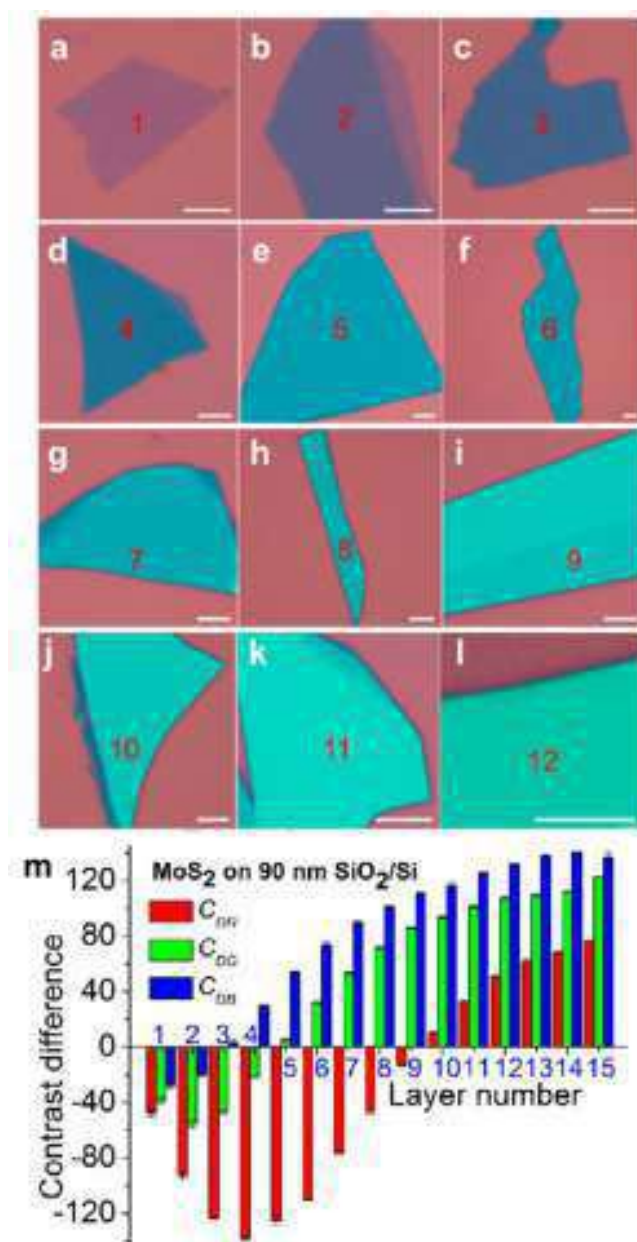 a b c
1 2 3
d e f
4 5 6
g h i
7 8 9
j k l
10 11 12
m
MoS2 on 90 nm SiO2/Si
CDR
CDG
CDB
Contrast difference
120
80
40
0
-40
-80
-120
1 2 3 4 5 6 7 8 9 10 11 12 13 14 15
Layer number